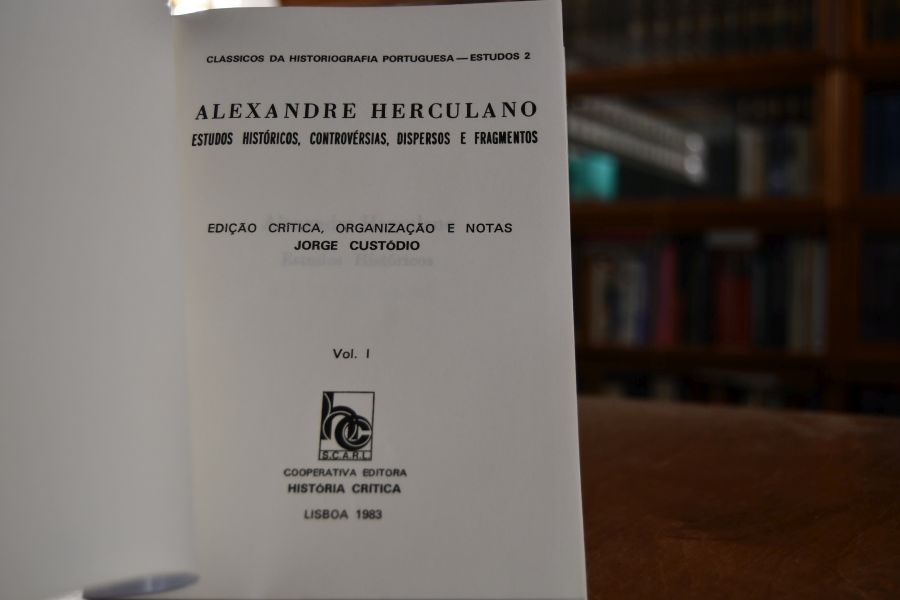 CLASSICOS DA HISTORIOGRAFIA PORTUGUESA — ESTUDOS 2
ALEXANDRE HERCULANO
ESTUDOS HISTÓRICOS, CONTROVÉRSIAS, DISPERSOS E FRAGMENTOS
EDIÇÃO CRÍTICA, ORGANIZAÇÃO E NOTAS
JORGE CUSTÓDIO
Vol. I
hc
S.C.A.R.L.
COOPERATIVA EDITORA
HISTÓRIA CRÍTICA
LISBOA 1983